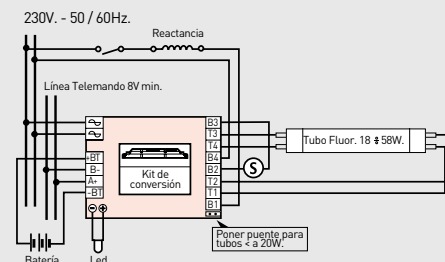 230V. - 50 / 60Hz.
Reactancia
Línea Telemando 8V min.
B3
T3
T4
B4
B2
T2
T1
B1
+BT
B-
A+
-BT
Kit de
conversión
S
Tubo Fluor. 18 ‡ 58W.
Poner puente para
tubos < a 20W.
Batería
Led